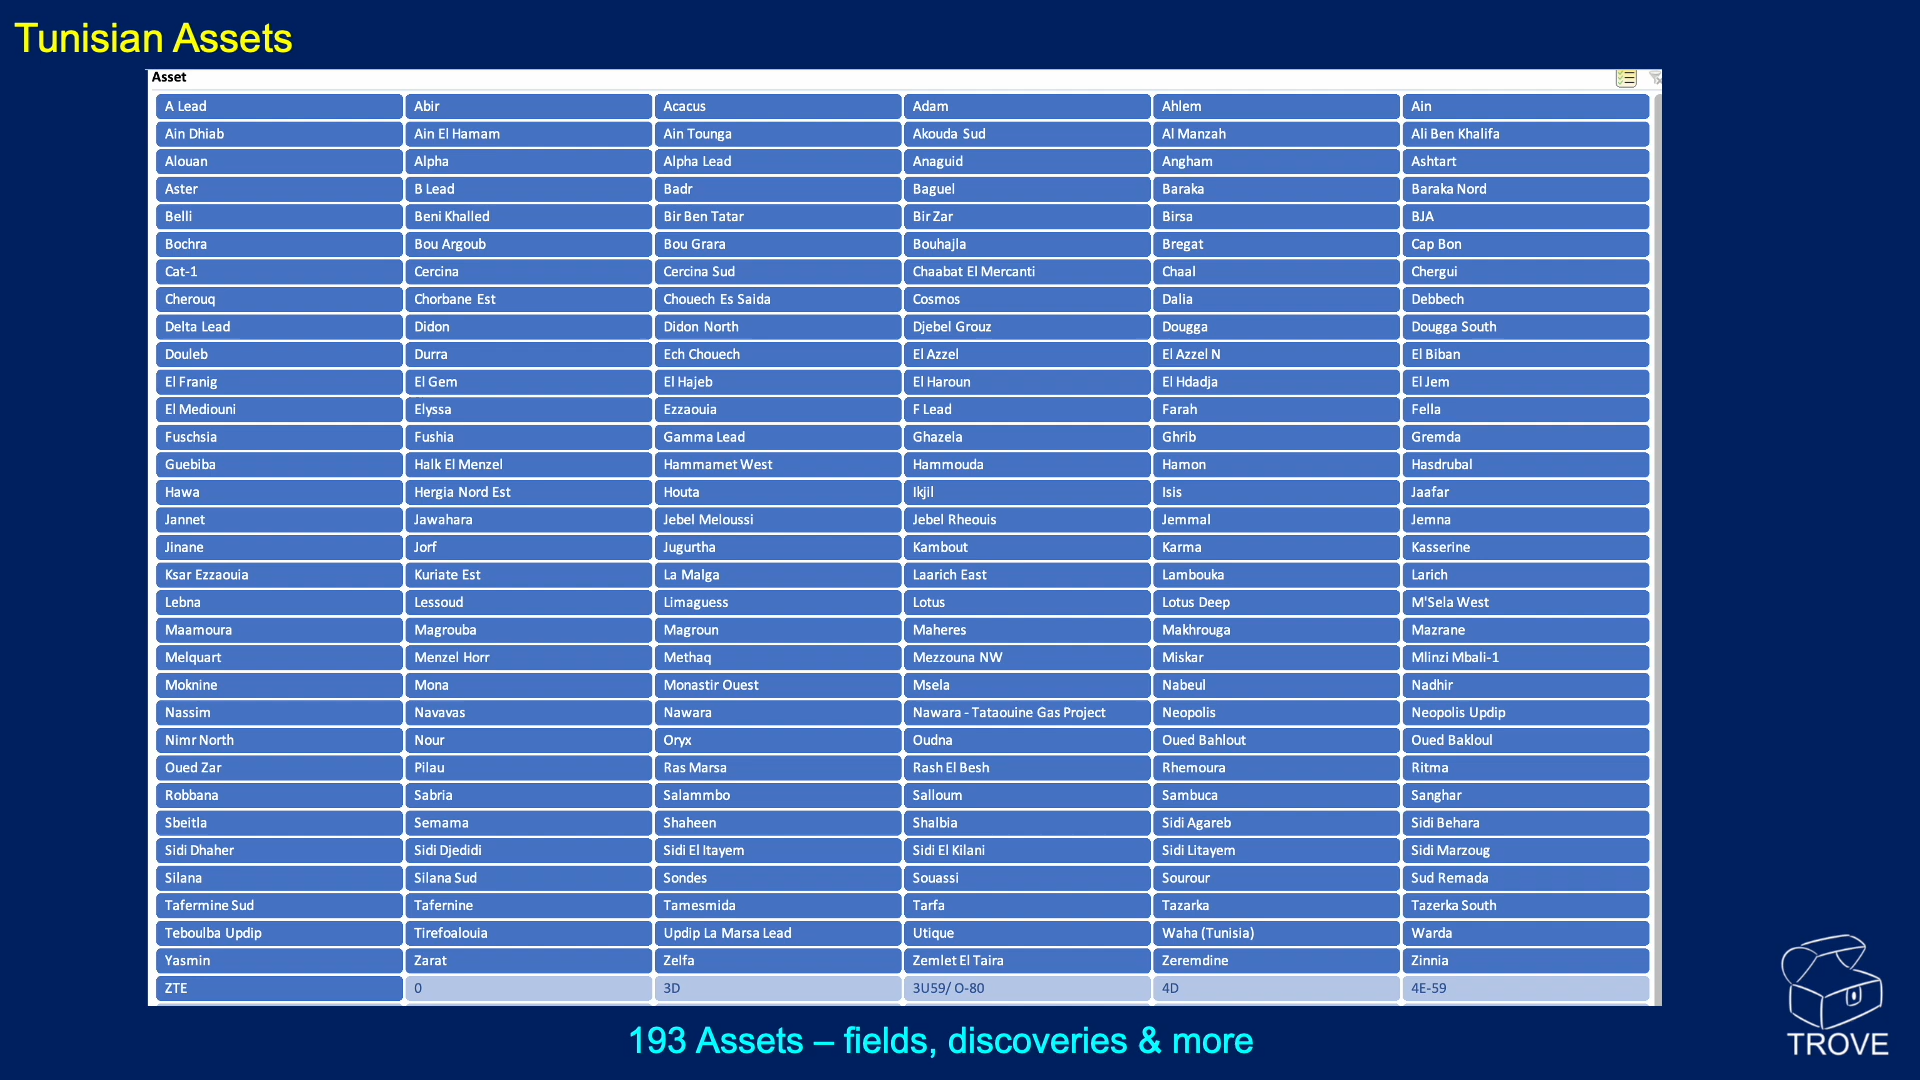 Tunisian Assets
Asset
A Lead Abir Acacus Adam Ahlem Ain
Ain Dhiab Ain El Hamam Ain Tounga Akouda Sud Al Manzah Ali Ben Khalifa
Alouan Alpha Alpha Lead Anaguid Angham Ashtart
Aster B Lead Badr Baguel Baraka Baraka Nord
Belli Beni Khalled Bir Ben Tatar Bir Zar Birsa BJA
Bochra Bou Argoub Bou Grara Bouhajla Bregat Cap Bon
Cat-1 Cercina Cercina Sud Chaabat El Mercanti Chaal Chergui
Cherouq Chorbane Est Chouech Es Saida Cosmos Dalia Debbech
Delta Lead Didon Didon North Djebel Grouz Dougga Dougga South
Douleb Durra Ech Chouech El Azzel El Azzel N El Biban
El Franig El Gem El Hajeb El Haroun El Hdadja El Jem
El Mediouni Elyssa Ezzaouia F Lead Farah Fella
Fuschsia Fushia Gamma Lead Ghazela Ghrib Gremda
Guebiba Halk El Menzel Hammamet West Hammouda Hamon Hasdrubal
Hawa Hergia Nord Est Houta Ikjil Isis Jaafar
Jannet Jawahara Jebel Meloussi Jebel Rheouis Jemmal Jemna
Jinane Jorf Jugurtha Kambout Karma Kasserine
Ksar Ezzaouia Kuriate Est La Malga Laarich East Lambouka Larich
Lebna Lessoud Limaguess Lotus Lotus Deep M'Sela West
Maamoura Magrouba Magroun Maheres Makhrouga Mazrane
Melquart Menzel Horr Methaq Mezzouna NW Miskar Mlinzi Mbali-1
Moknine Mona Monastir Ouest Msela Nabeul Nadhir
Nassim Navavas Nawara Nawara - Tataouine Gas Project Neopolis Neopolis Updip
Nimr North Nour Oryx Oudna Oued Bahlout Oued Bakloul
Oued Zar Pilau Ras Marsa Rash El Besh Rhemoura Ritma
Robbana Sabria Salammbo Salloum Sambuca Sanghar
Sbeitla Semama Shaheen Shalbia Sidi Agareb Sidi Behara
Sidi Dhaher Sidi Djedidi Sidi El Itayem Sidi El Kilani Sidi Litayem Sidi Marzoug
Silana Silana Sud Sondes Souassi Sourour Sud Remada
Tafermine Sud Tafernine Tamesmida Tarfa Tazarka Tazerka South
Teboulba Updip Tirefoalouia Updip La Marsa Lead Utique Waha (Tunisia) Warda
Yasmin Zarat Zelfa Zemlet El Taira Zeremdine Zinnia
ZTE 0 3D 3U59/ O-80 4D 4E-59
193 Assets – fields, discoveries & more
TROVE